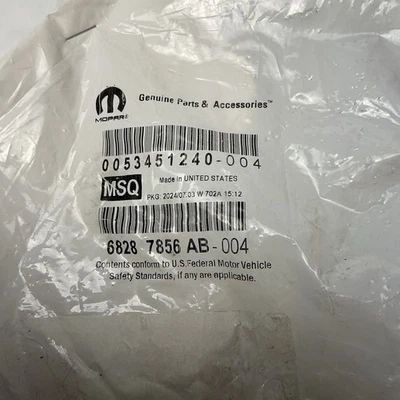 MOPAR®
Genuine Parts & Accessories™
0053451240-004
Made in UNITED STATES
MSQ
PKG: 2024/07/03 W 702A 15:12
6828 7856 AB-004
Contents conform to U.S. Federal Motor Vehicle
Safety Standards, if any are applicable.